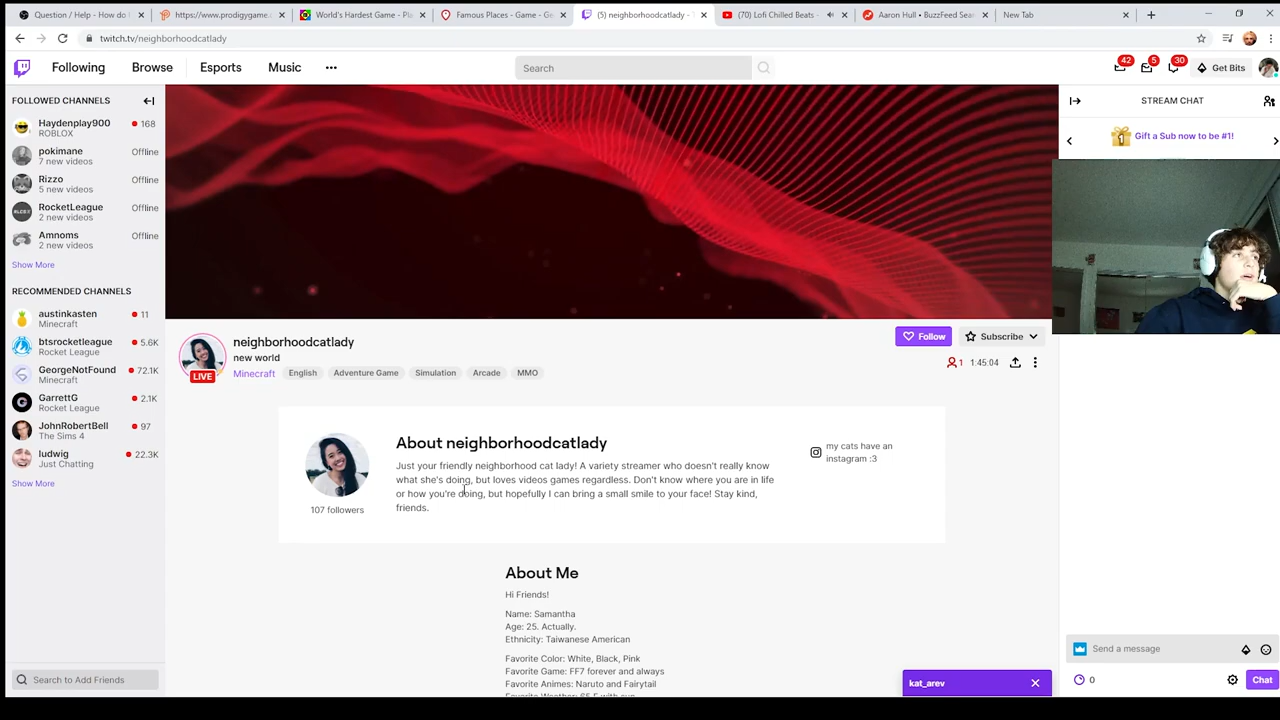 Question / Help - How do
https://www.prodigygame.
World's Hardest Game - Pla
Famous Places - Game - Ge
(5) neighborhoodcatlady -
(70) Lofi Chilled Beats -
Aaron Hull • BuzzFeed Sea
New Tab
twitch.tv/neighborhoodcatlady
Following
Browse
Esports
Music
Search
42
5
30
Get Bits
FOLLOWED CHANNELS
Haydenplay900
168
ROBLOX
pokimane
Offline
7 new videos
Rizzo
Offline
5 new videos
RocketLeague
Offline
2 new videos
Amnoms
Offline
2 new videos
Show More
RECOMMENDED CHANNELS
austinkasten
11
Minecraft
btsrocketleague
5.6K
Rocket League
GeorgeNotFound
72.1K
Minecraft
GarrettG
2.1K
Rocket League
JohnRobertBell
97
The Sims 4
ludwig
22.3K
Just Chatting
Show More
Search to Add Friends
neighborhoodcatlady
new world
LIVE
Minecraft
English
Adventure Game
Simulation
Arcade
MMO
Follow
Subscribe
1
1:45:04
About neighborhoodcatlady
Just your friendly neighborhood cat lady! A variety streamer who doesn't really know
what she's doing, but loves videos games regardless. Don't know where you are in life
or how you're doing, but hopefully I can bring a small smile to your face! Stay kind,
friends.
107 followers
my cats have an
instagram :3
About Me
Hi Friends!
Name: Samantha
Age: 25. Actually.
Ethnicity: Taiwanese American
Favorite Color: White, Black, Pink
Favorite Game: FF7 forever and always
Favorite Animes: Naruto and Fairytail
kat_arev
STREAM CHAT
1
Gift a Sub now to be #1!
Send a message
0
Chat